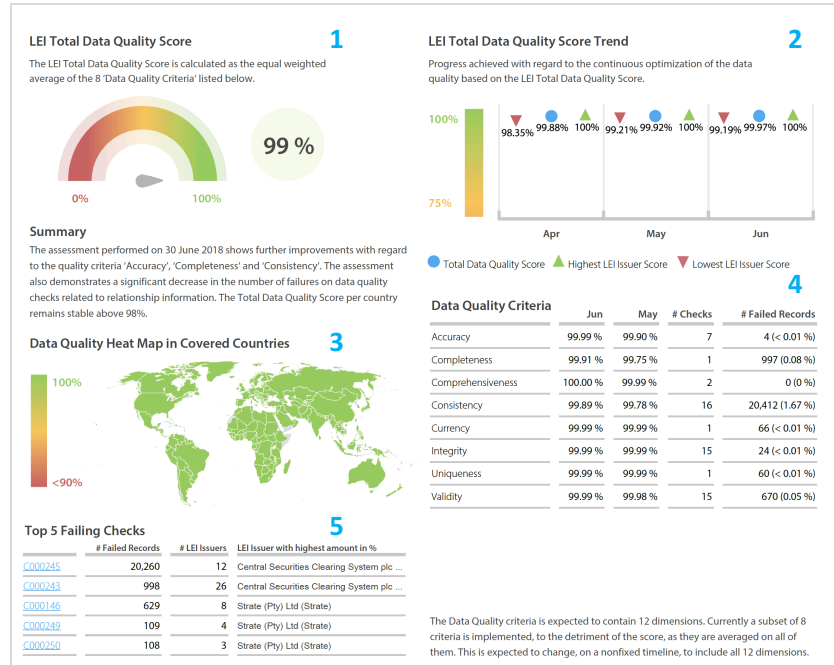 LEI Total Data Quality Score 1
The LEI Total Data Quality Score is calculated as the equal weighted
average of the 8 'Data Quality Criteria' listed below.
99 %
0% 100%
Summary
The assessment performed on 30 June 2018 shows further improvements with regard
to the quality criteria 'Accuracy', 'Completeness' and 'Consistency'. The assessment
also demonstrates a significant decrease in the number of failures on data quality
checks related to relationship information. The Total Data Quality Score per country
remains stable above 98%.
LEI Total Data Quality Score Trend 2
Progress achieved with regard to the continuous optimization of the data
quality based on the LEI Total Data Quality Score.
100%
98.35% 99.88% 100% 99.21% 99.92% 100% 99.19% 99.97% 100%
75%
Apr May Jun
Total Data Quality Score Highest LEI Issuer Score Lowest LEI Issuer Score
Data Quality Heat Map in Covered Countries 3
100%
<90%
4
Data Quality Criteria Jun May # Checks # Failed Records
Accuracy 99.99 % 99.90 % 7 4 (< 0.01 %)
Completeness 99.91 % 99.75 % 1 997 (0.08 %)
Comprehensiveness 100.00 % 99.99 % 2 0 (0 %)
Consistency 99.89 % 99.78 % 16 20,412 (1.67 %)
Currency 99.99 % 99.99 % 1 66 (< 0.01 %)
Integrity 99.99 % 99.99 % 15 24 (< 0.01 %)
Uniqueness 99.99 % 99.99 % 1 60 (< 0.01 %)
Validity 99.99 % 99.98 % 15 670 (0.05 %)
Top 5 Failing Checks 5
# Failed Records # LEI Issuers LEI Issuer with highest amount in %
C000245 20,260 12 Central Securities Clearing System plc ...
C000243 998 26 Central Securities Clearing System plc ...
C000146 629 8 Strate (Pty) Ltd (Strate)
C000249 109 4 Strate (Pty) Ltd (Strate)
C000250 108 3 Strate (Pty) Ltd (Strate)
The Data Quality criteria is expected to contain 12 dimensions. Currently a subset of 8
criteria is implemented, to the detriment of the score, as they are averaged on all of
them. This is expected to change, on a nonfixed timeline, to include all 12 dimensions.